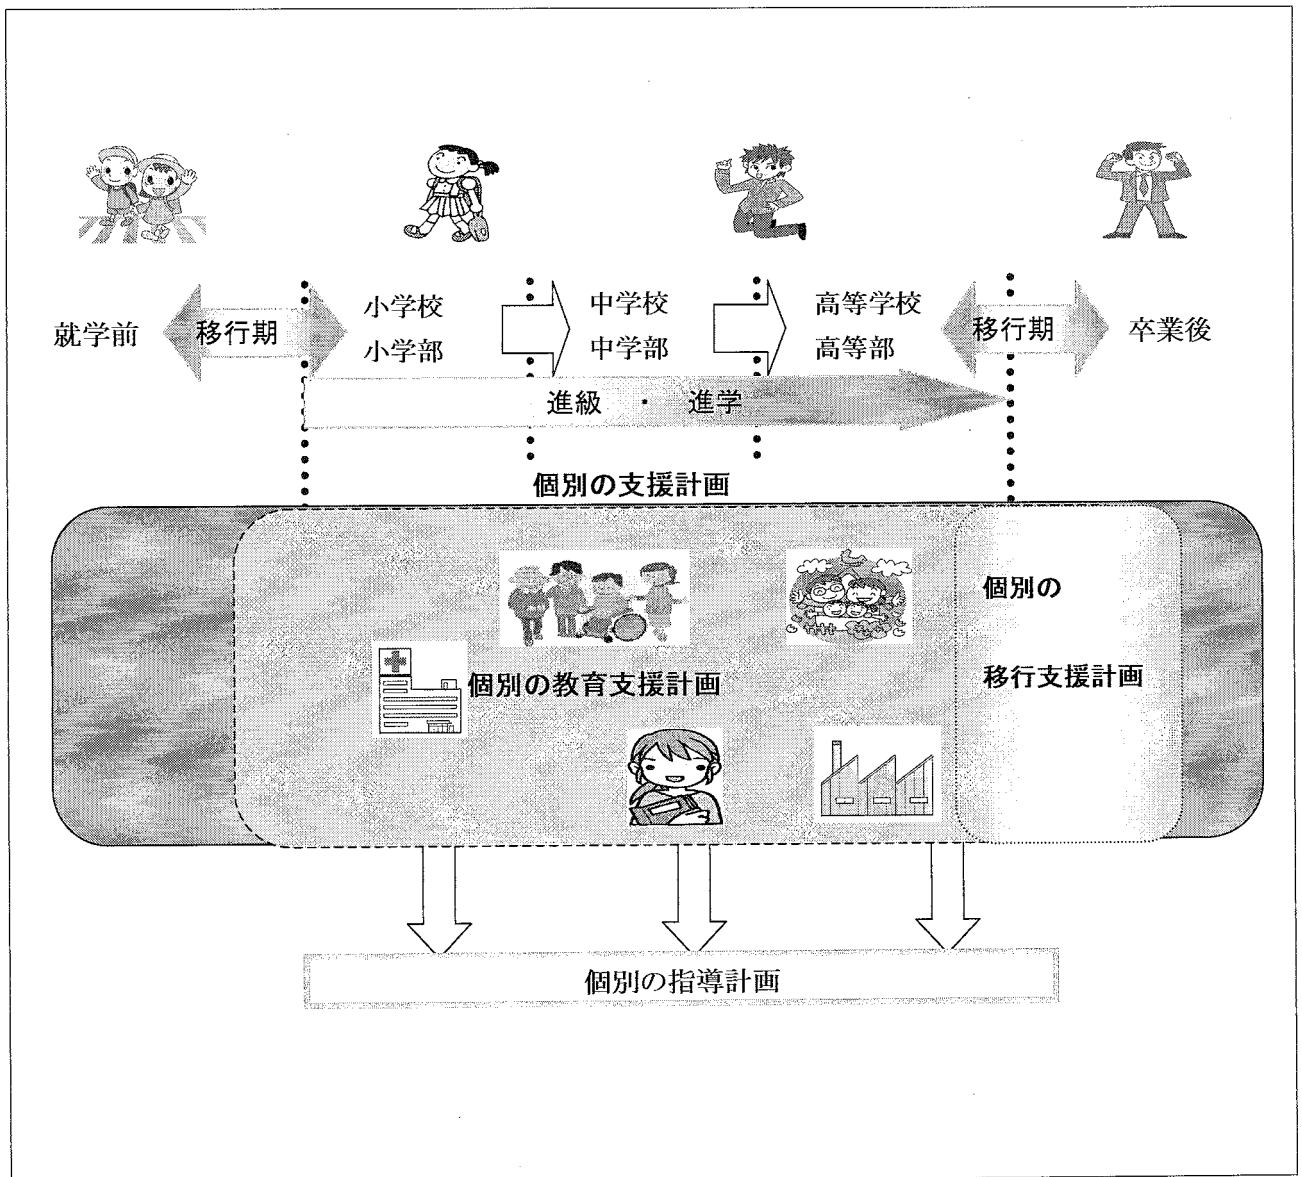 就学前
移行期
小学校
小学部
中学校
中学部
高等学校
高等部
移行期
卒業後
進級 ・ 進学
個別の支援計画
個別の教育支援計画
個別の
移行支援計画
個別の指導計画